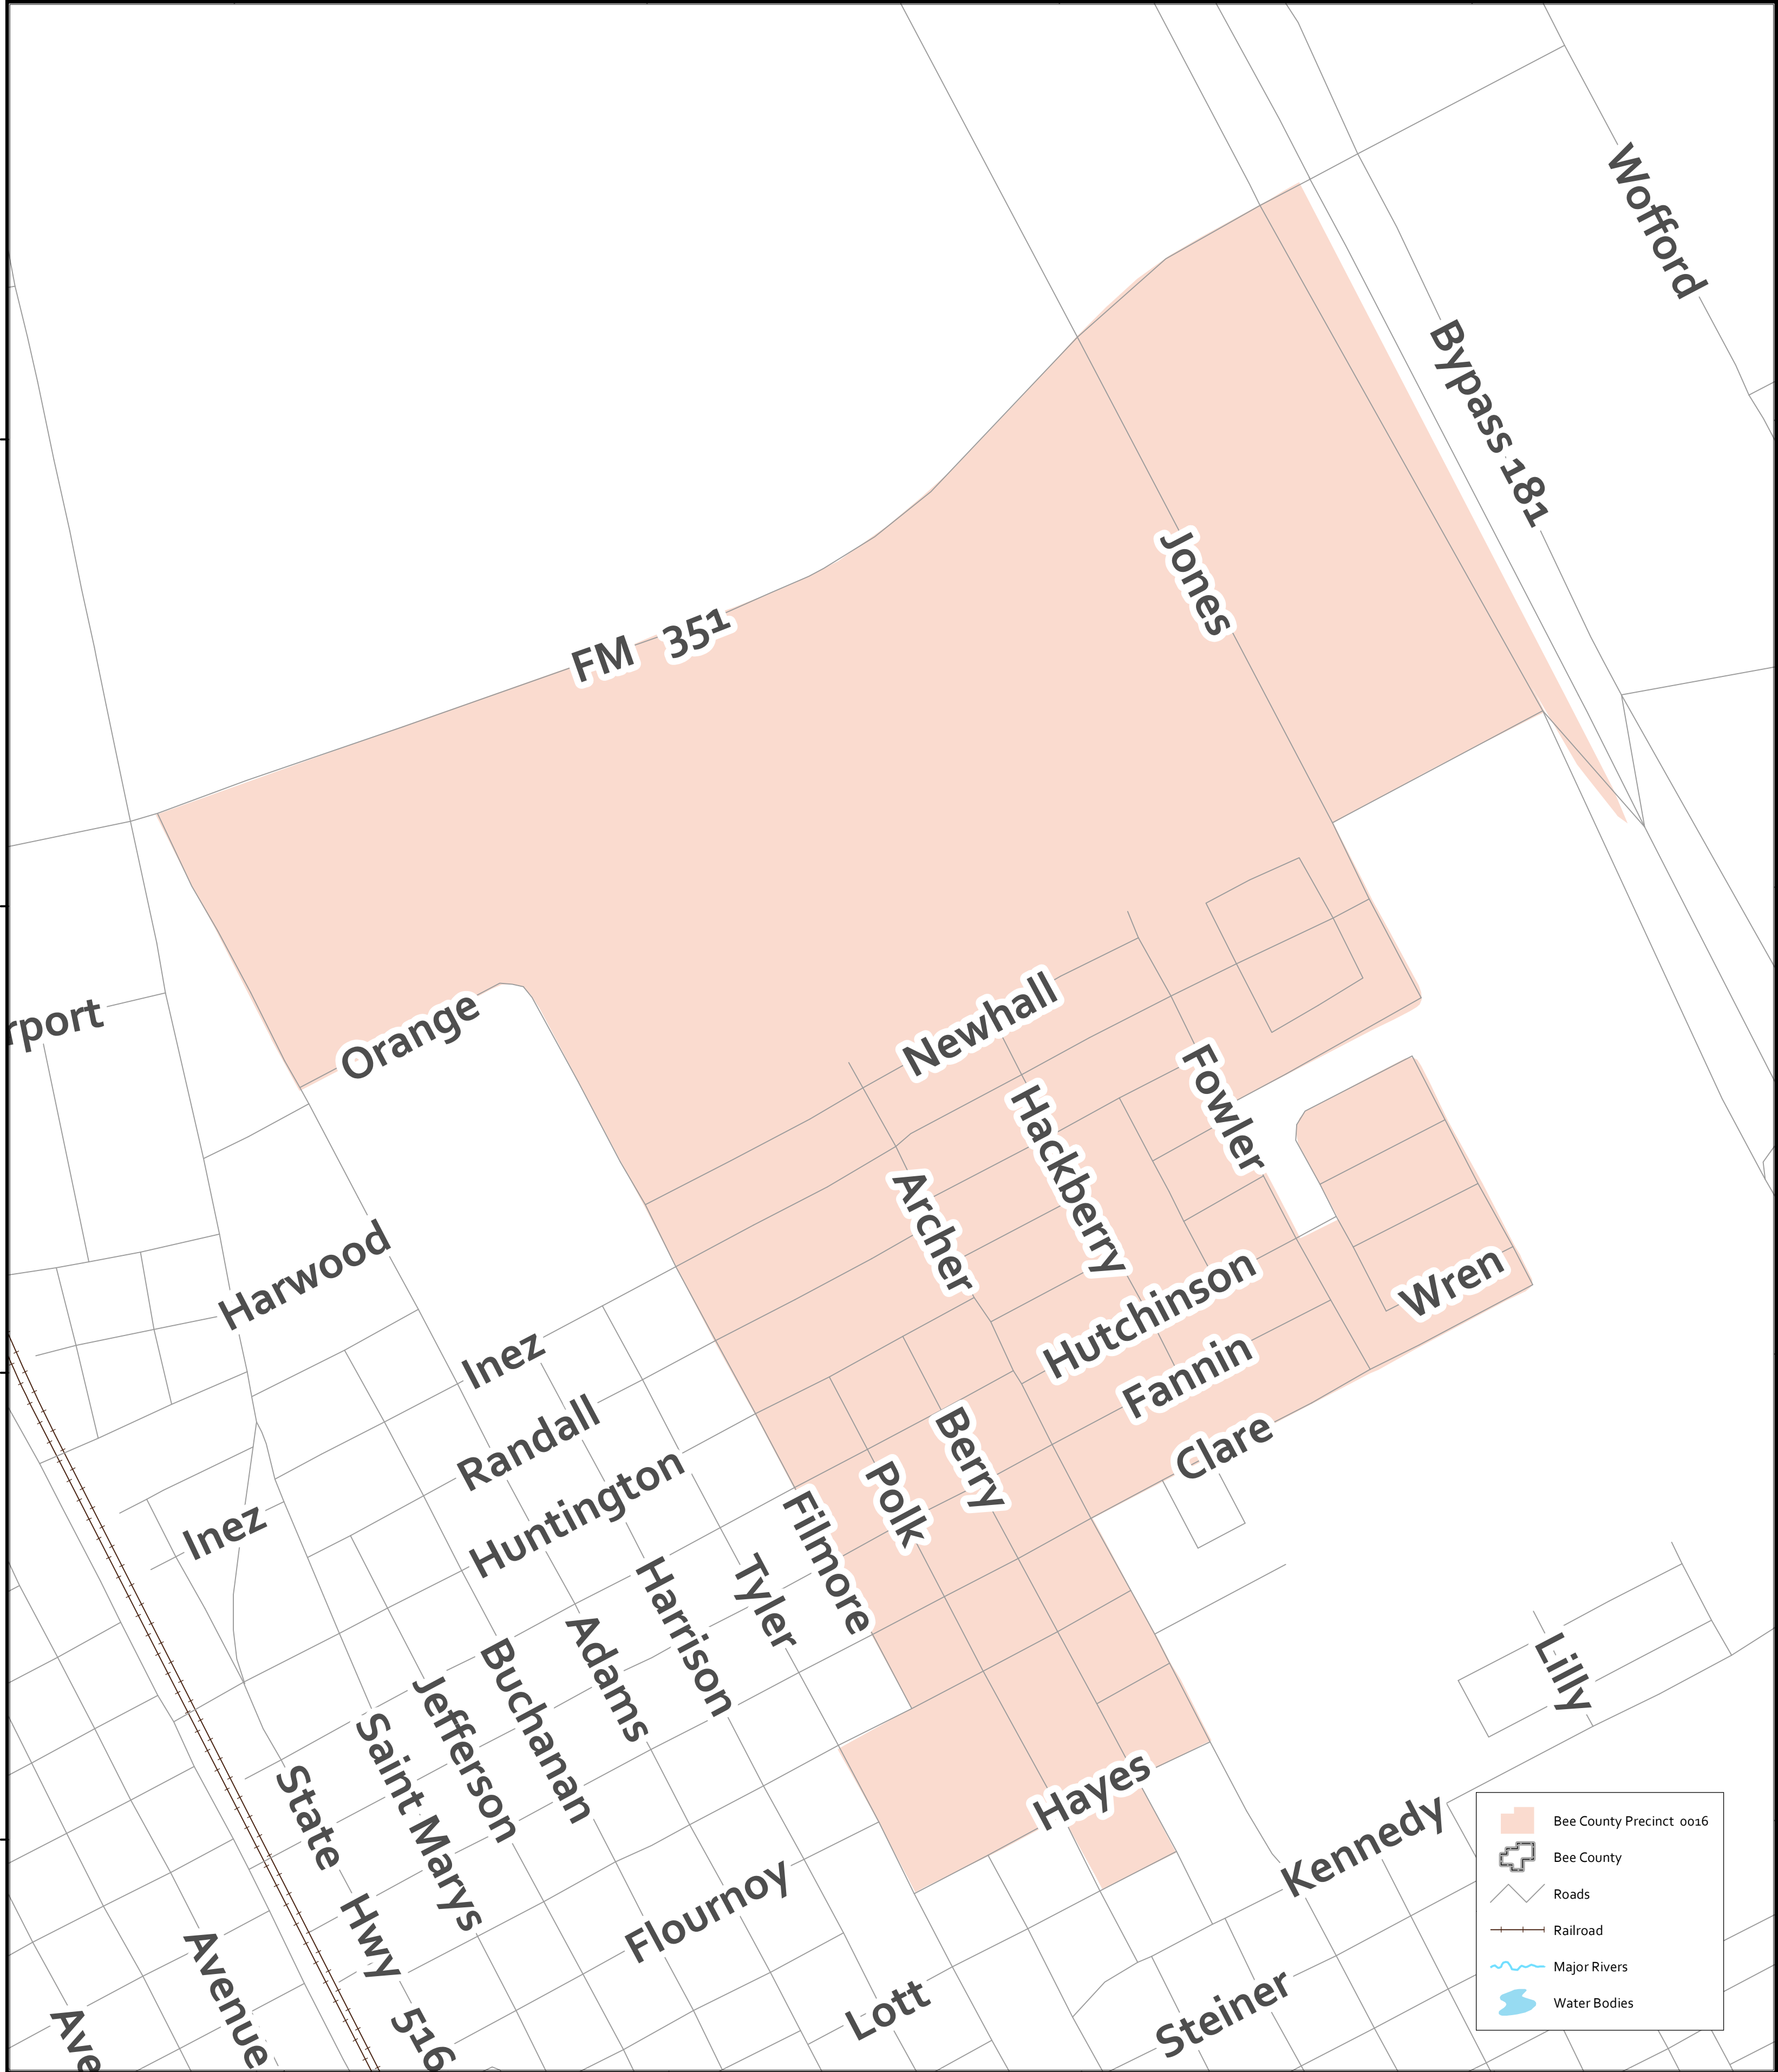 Wofford
Bypass 181
Jones
FM 351
Newhall
Orange
rport
Fowler
Hackberry
Archer
Harwood
Hutchinson
Wren
Inez
Fannin
Randall
Berry
Clare
Huntington
Polk
Inez
Filmore
Tyler
Harrison
Adams
Buchanan
Jefferson
Saint Marys
Lilly
State Hwy 516
Hayes
Kennedy
Flournoy
Avenue
Ave
Lott
Steiner
Bee County Precinct 0016
Bee County
Roads
Railroad
Major Rivers
Water Bodies